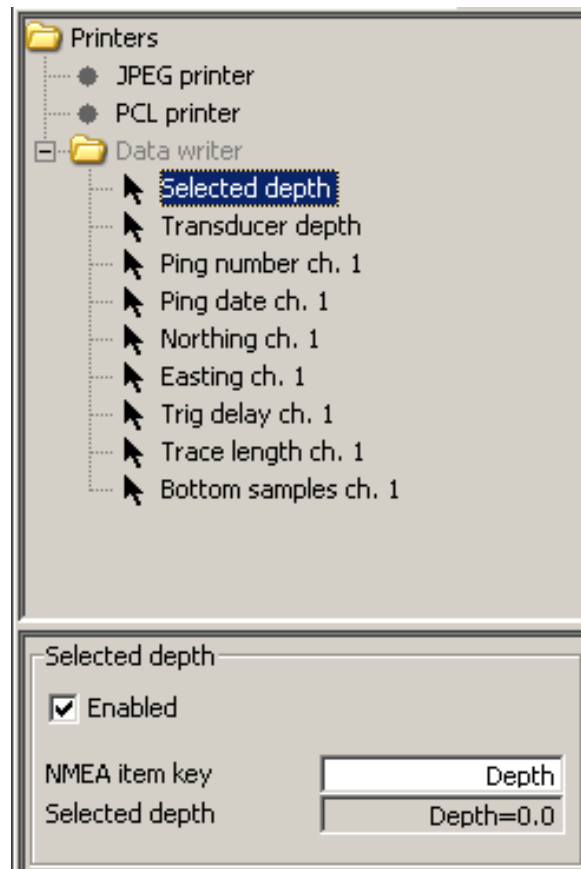 Printers
JPEG printer
PCL printer
Data writer
Selected depth
Transducer depth
Ping number ch. 1
Ping date ch. 1
Northing ch. 1
Easting ch. 1
Trig delay ch. 1
Trace length ch. 1
Bottom samples ch. 1
Selected depth
Enabled
NMEA item key Depth
Selected depth Depth=0.0